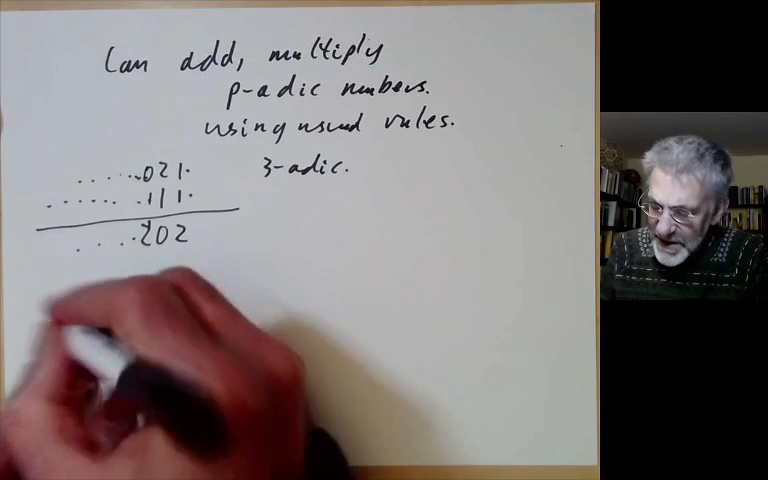 Can add, multiply
p-adic numbers.
using usual rules.
.....021. 3-adic.
.......111.
....202